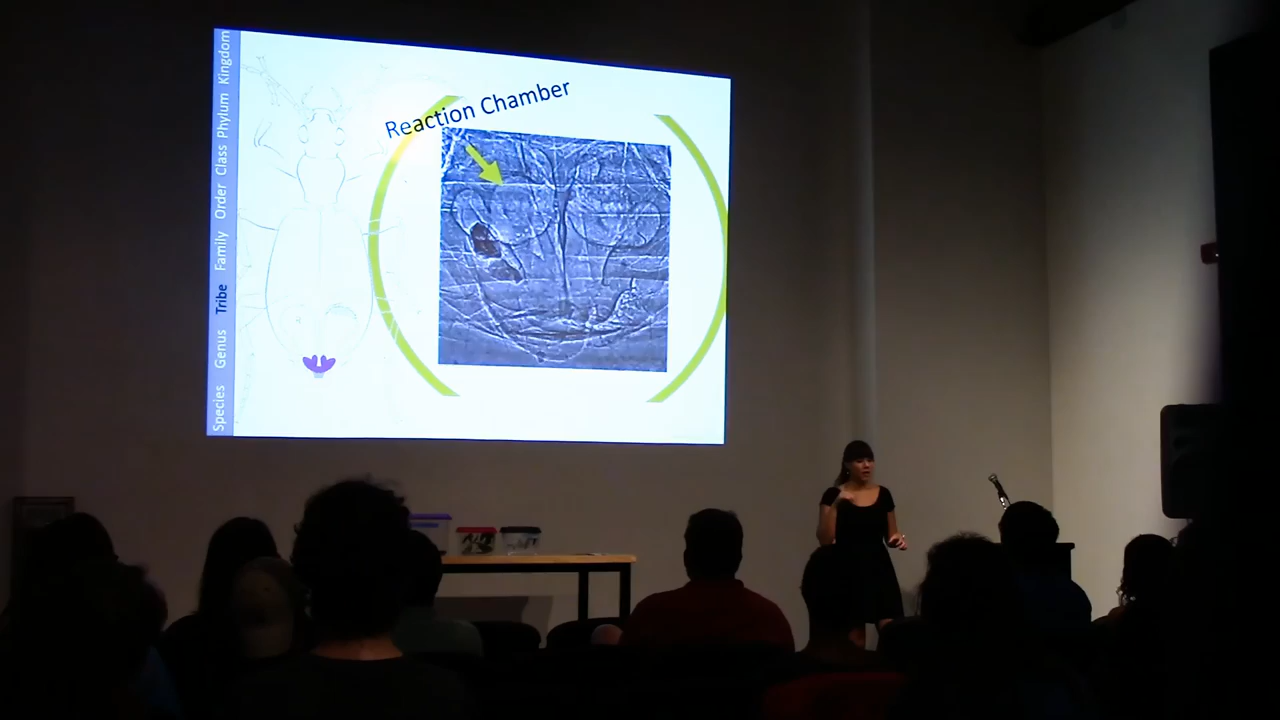 Reaction Chamber
Species Genus Tribe Family Order Class Phylum Kingdom